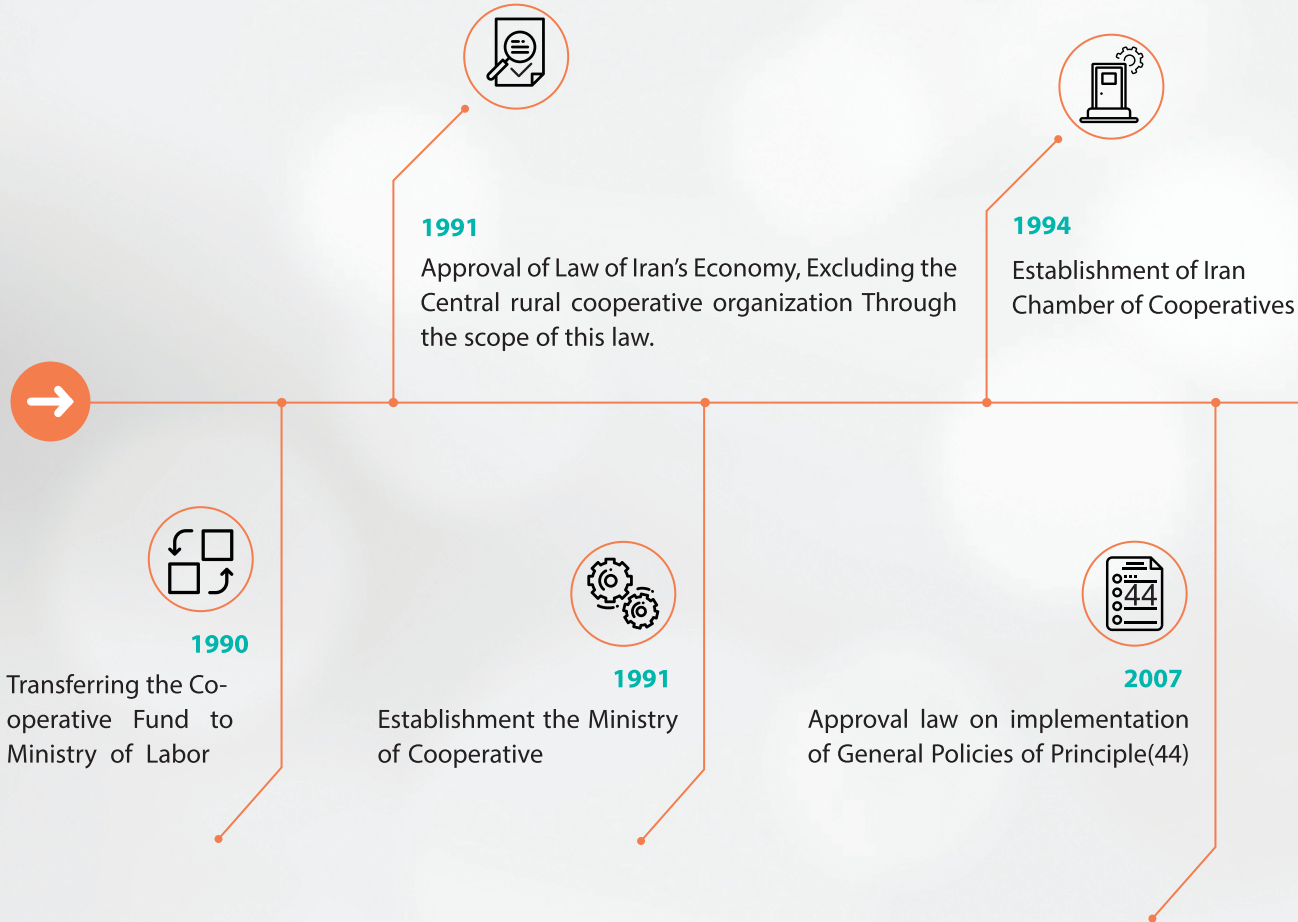 1991
Approval of Law of Iran’s Economy, Excluding the
Central rural cooperative organization Through
the scope of this law.
1994
Establishment of Iran
Chamber of Cooperatives
1990
Transferring the Co-
operative Fund to
Ministry of Labor
1991
Establishment the Ministry
of Cooperative
44
2007
Approval law on implementation
of General Policies of Principle(44)